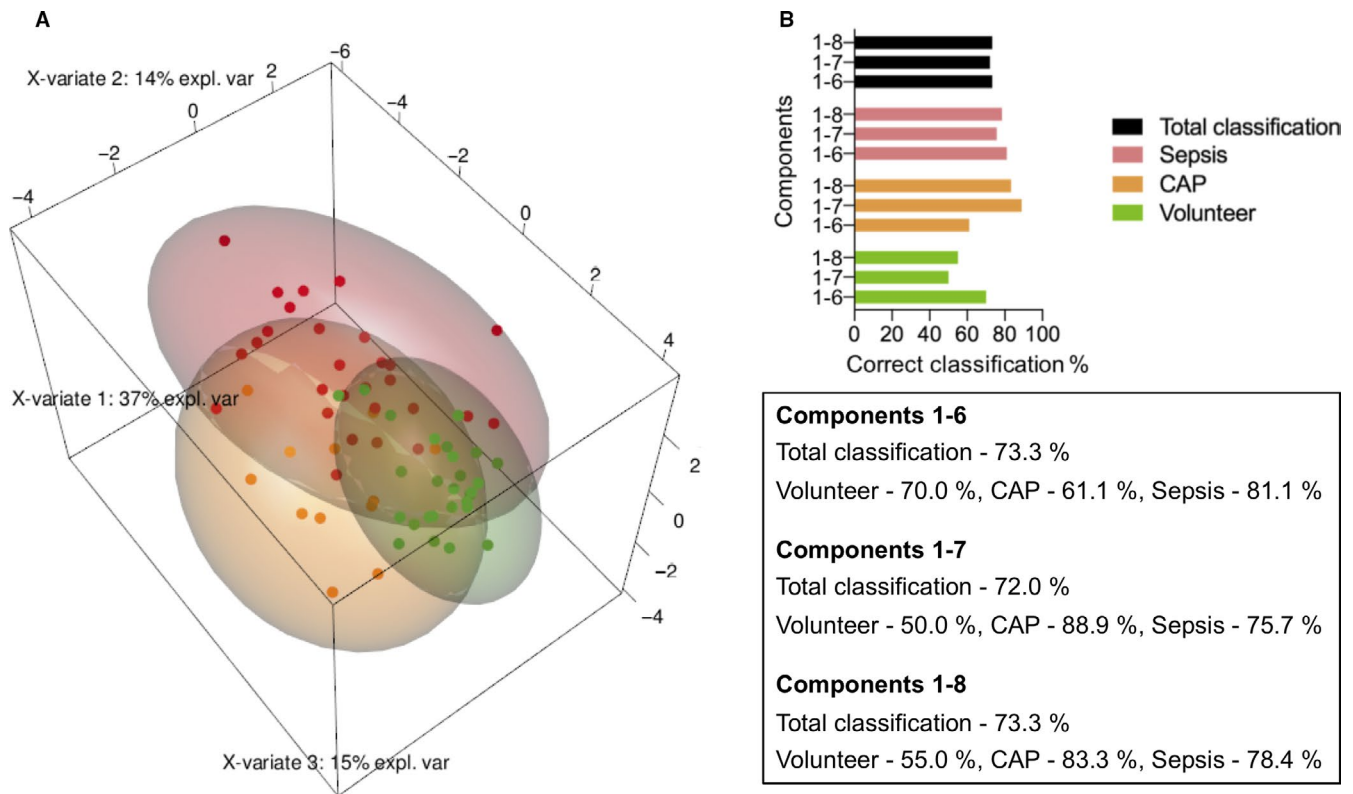 A
X-variate 2: 14% expl. var
−4
−2
0
2
−6
−4
−2
0
2
4
X-variate 1: 37% expl. var
2
0
−2
−4
X-variate 3: 15% expl. var
B
Components
1-8
1-7
1-6
1-8
1-7
1-6
1-8
1-7
1-6
1-8
1-7
1-6
0 20 40 60 80 100
Correct classification %
Total classification
Sepsis
CAP
Volunteer
Components 1-6
Total classification - 73.3 %
Volunteer - 70.0 %, CAP - 61.1 %, Sepsis - 81.1 %
Components 1-7
Total classification - 72.0 %
Volunteer - 50.0 %, CAP - 88.9 %, Sepsis - 75.7 %
Components 1-8
Total classification - 73.3 %
Volunteer - 55.0 %, CAP - 83.3 %, Sepsis - 78.4 %